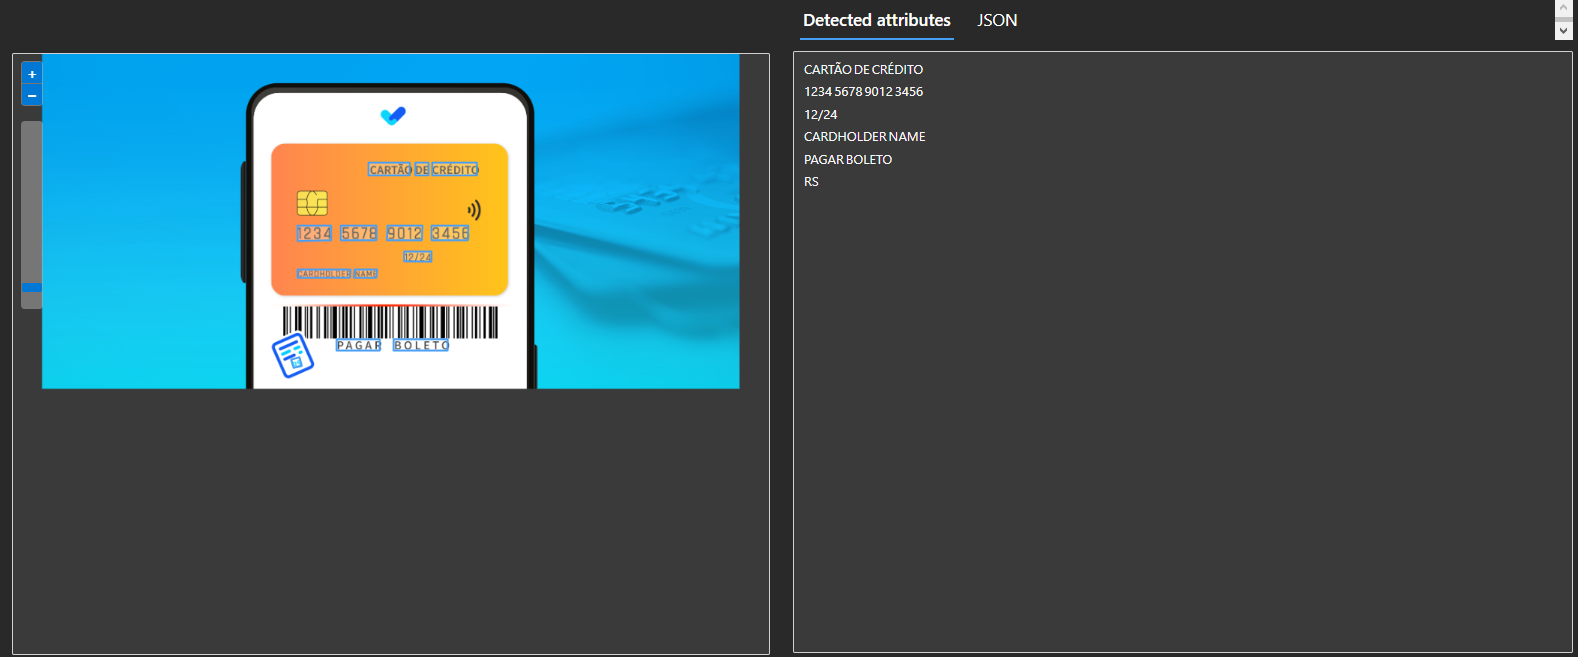 Detected attributes JSON
+
−
CARTÃO DE CRÉDITO
1234 5678 9012 3456
12/24
CARDHOLDER NAME
PAGAR BOLETO
CARTÃO DE CRÉDITO
1234 5678 9012 3456
12/24
CARDHOLDER NAME
PAGAR BOLETO
RS